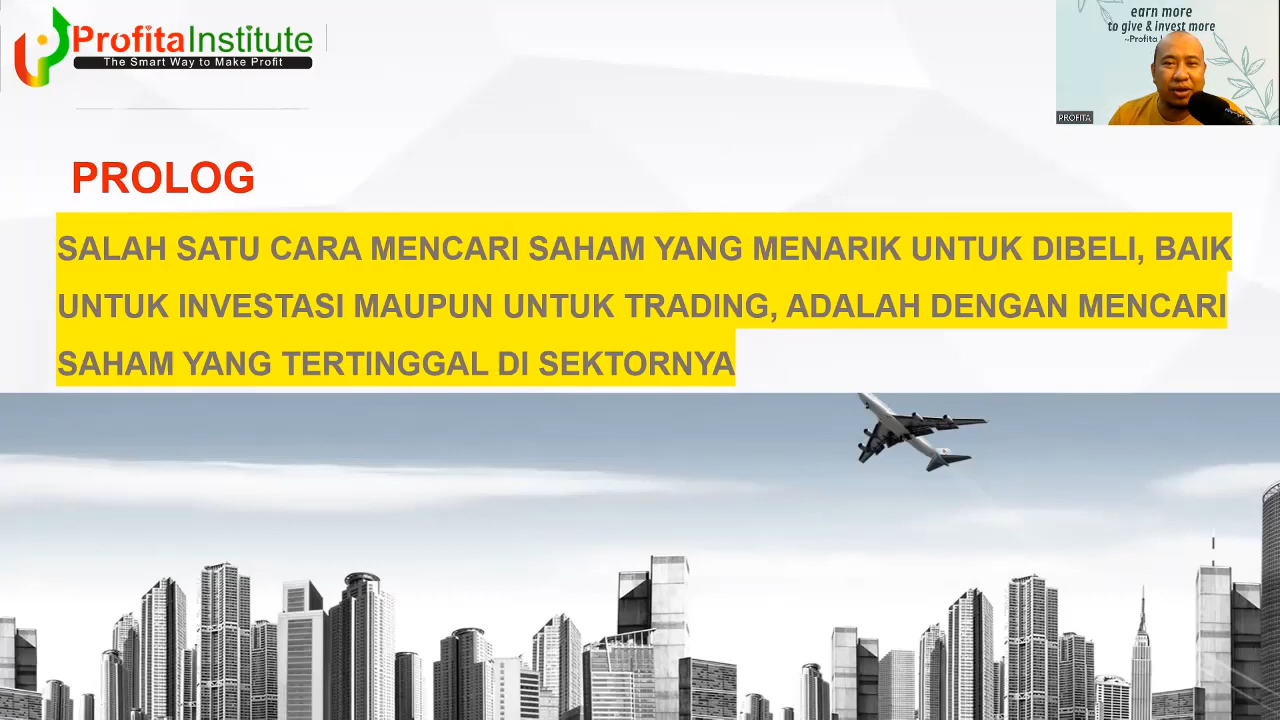 ProfitaInstitute
The Smart Way to Make Profit
earn more
to give & invest more
~Profita
PROFITA
PROLOG
SALAH SATU CARA MENCARI SAHAM YANG MENARIK UNTUK DIBELI, BAIK
UNTUK INVESTASI MAUPUN UNTUK TRADING, ADALAH DENGAN MENCARI
SAHAM YANG TERTINGGAL DI SEKTORNYA